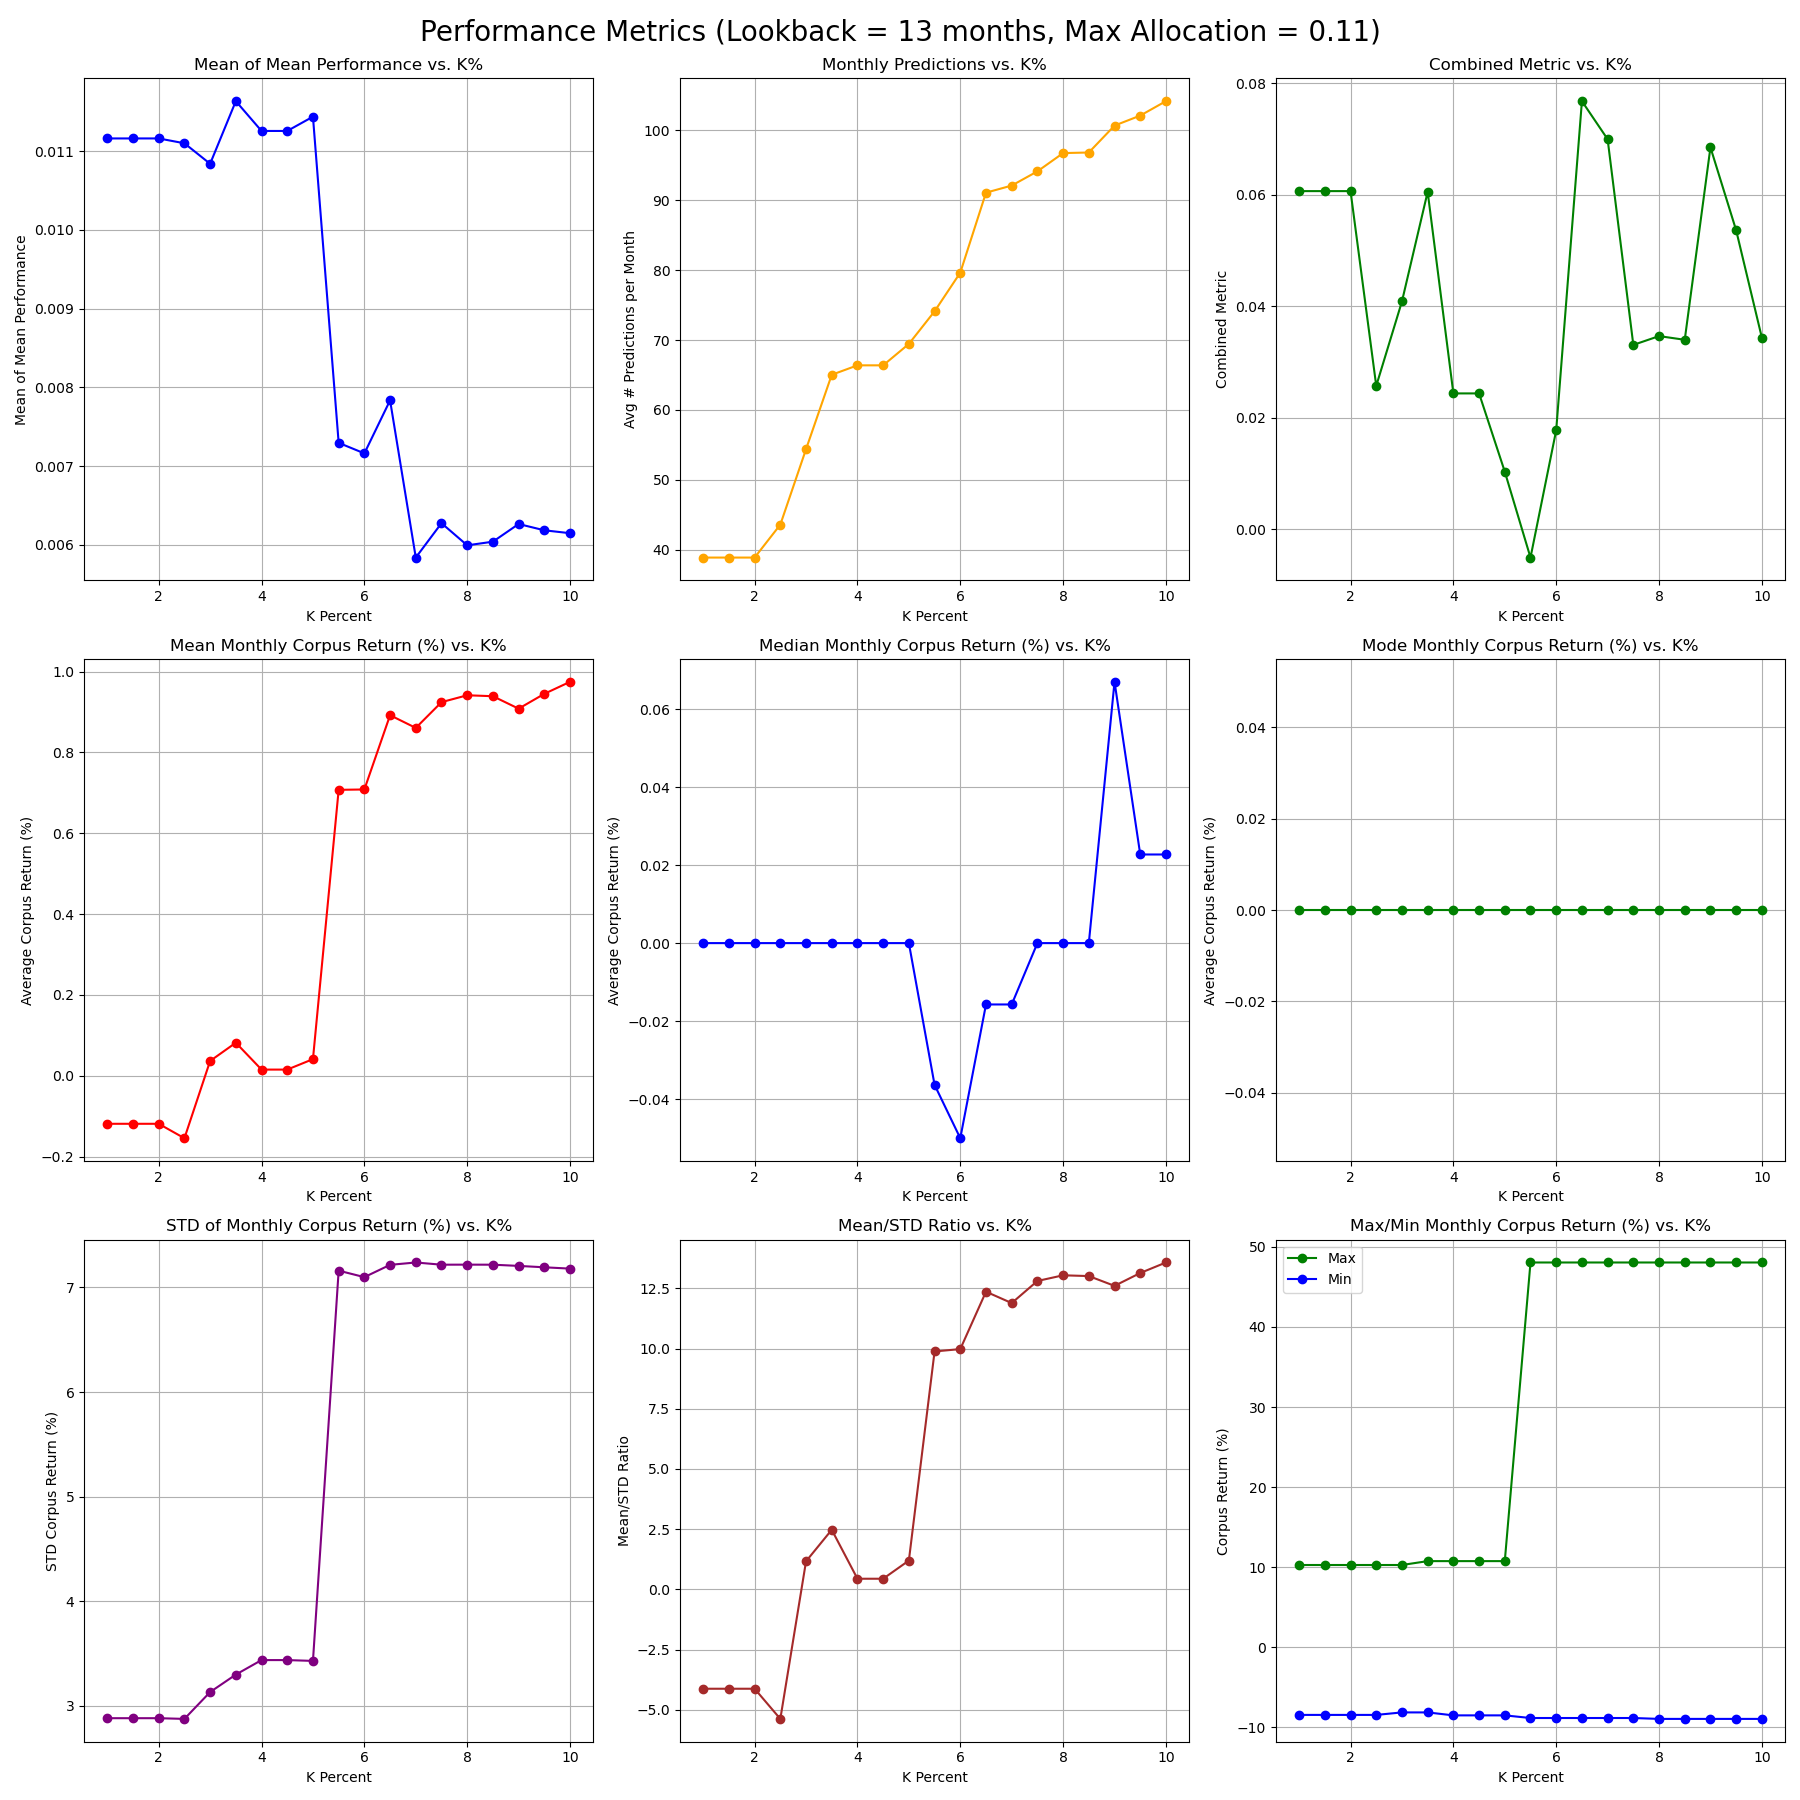 Performance Metrics (Lookback = 13 months, Max Allocation = 0.11)
Mean of Mean Performance vs. K%
Mean of Mean Performance
0.011
0.010
0.009
0.008
0.007
0.006
2 4 6 8 10
K Percent
Monthly Predictions vs. K%
Avg # Predictions per Month
100
90
80
70
60
50
40
2 4 6 8 10
K Percent
Combined Metric vs. K%
Combined Metric
0.08
0.06
0.04
0.02
0.00
2 4 6 8 10
K Percent
Mean Monthly Corpus Return (%) vs. K%
Average Corpus Return (%)
1.0
0.8
0.6
0.4
0.2
0.0
−0.2
2 4 6 8 10
K Percent
Median Monthly Corpus Return (%) vs. K%
Average Corpus Return (%)
0.06
0.04
0.02
0.00
−0.02
−0.04
2 4 6 8 10
K Percent
Mode Monthly Corpus Return (%) vs. K%
Average Corpus Return (%)
0.04
0.02
0.00
−0.02
−0.04
2 4 6 8 10
K Percent
STD of Monthly Corpus Return (%) vs. K%
STD Corpus Return (%)
7
6
5
4
3
2 4 6 8 10
K Percent
Mean/STD Ratio vs. K%
Mean/STD Ratio
12.5
10.0
7.5
5.0
2.5
0.0
−2.5
−5.0
2 4 6 8 10
K Percent
Max/Min Monthly Corpus Return (%) vs. K%
Max
Min
Corpus Return (%)
50
40
30
20
10
0
−10
2 4 6 8 10
K Percent